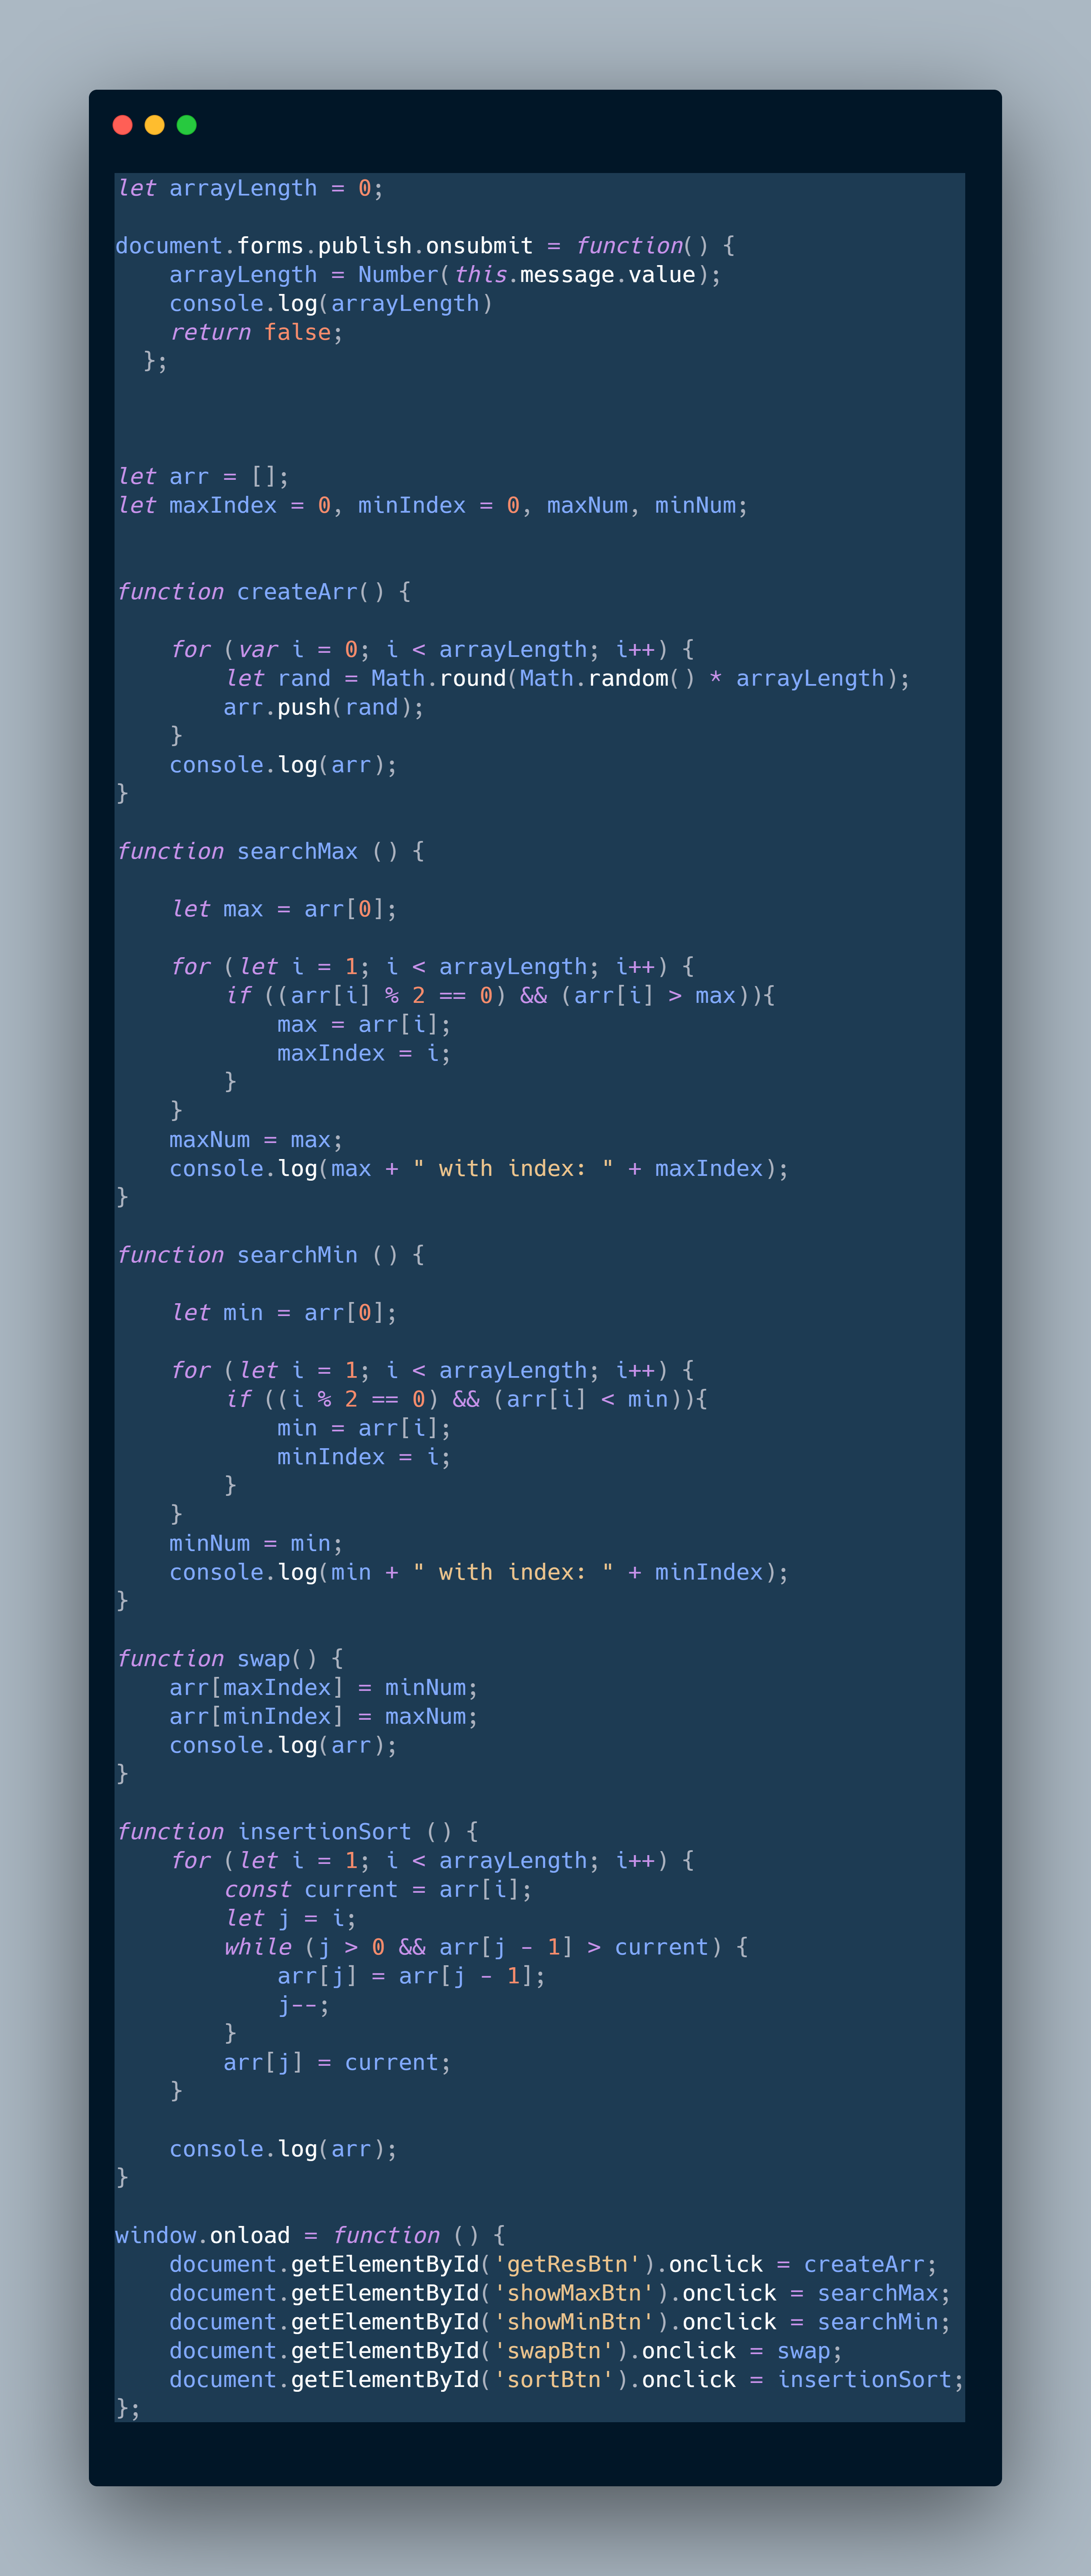 let arrayLength = 0;
document.forms.publish.onsubmit = function() {
    arrayLength = Number(this.message.value);
    console.log(arrayLength)
    return false;
  };
let arr = [];
let maxIndex = 0, minIndex = 0, maxNum, minNum;
function createArr() {
    for (var i = 0; i < arrayLength; i++) {
        let rand = Math.round(Math.random() * arrayLength);
        arr.push(rand);
    }
    console.log(arr);
}
function searchMax () {
    let max = arr[0];
    for (let i = 1; i < arrayLength; i++) {
        if ((arr[i] % 2 == 0) && (arr[i] > max)){
            max = arr[i];
            maxIndex = i;
        }
    }
    maxNum = max;
    console.log(max + " with index: " + maxIndex);
}
function searchMin () {
    let min = arr[0];
    for (let i = 1; i < arrayLength; i++) {
        if ((i % 2 == 0) && (arr[i] < min)){
            min = arr[i];
            minIndex = i;
        }
    }
    minNum = min;
    console.log(min + " with index: " + minIndex);
}
function swap() {
    arr[maxIndex] = minNum;
    arr[minIndex] = maxNum;
    console.log(arr);
}
function insertionSort () {
    for (let i = 1; i < arrayLength; i++) {
        const current = arr[i];
        let j = i;
        while (j > 0 && arr[j - 1] > current) {
            arr[j] = arr[j - 1];
            j--;
        }
        arr[j] = current;
    }
    console.log(arr);
}
window.onload = function () {
    document.getElementById('getResBtn').onclick = createArr;
    document.getElementById('showMaxBtn').onclick = searchMax;
    document.getElementById('showMinBtn').onclick = searchMin;
    document.getElementById('swapBtn').onclick = swap;
    document.getElementById('sortBtn').onclick = insertionSort;
};